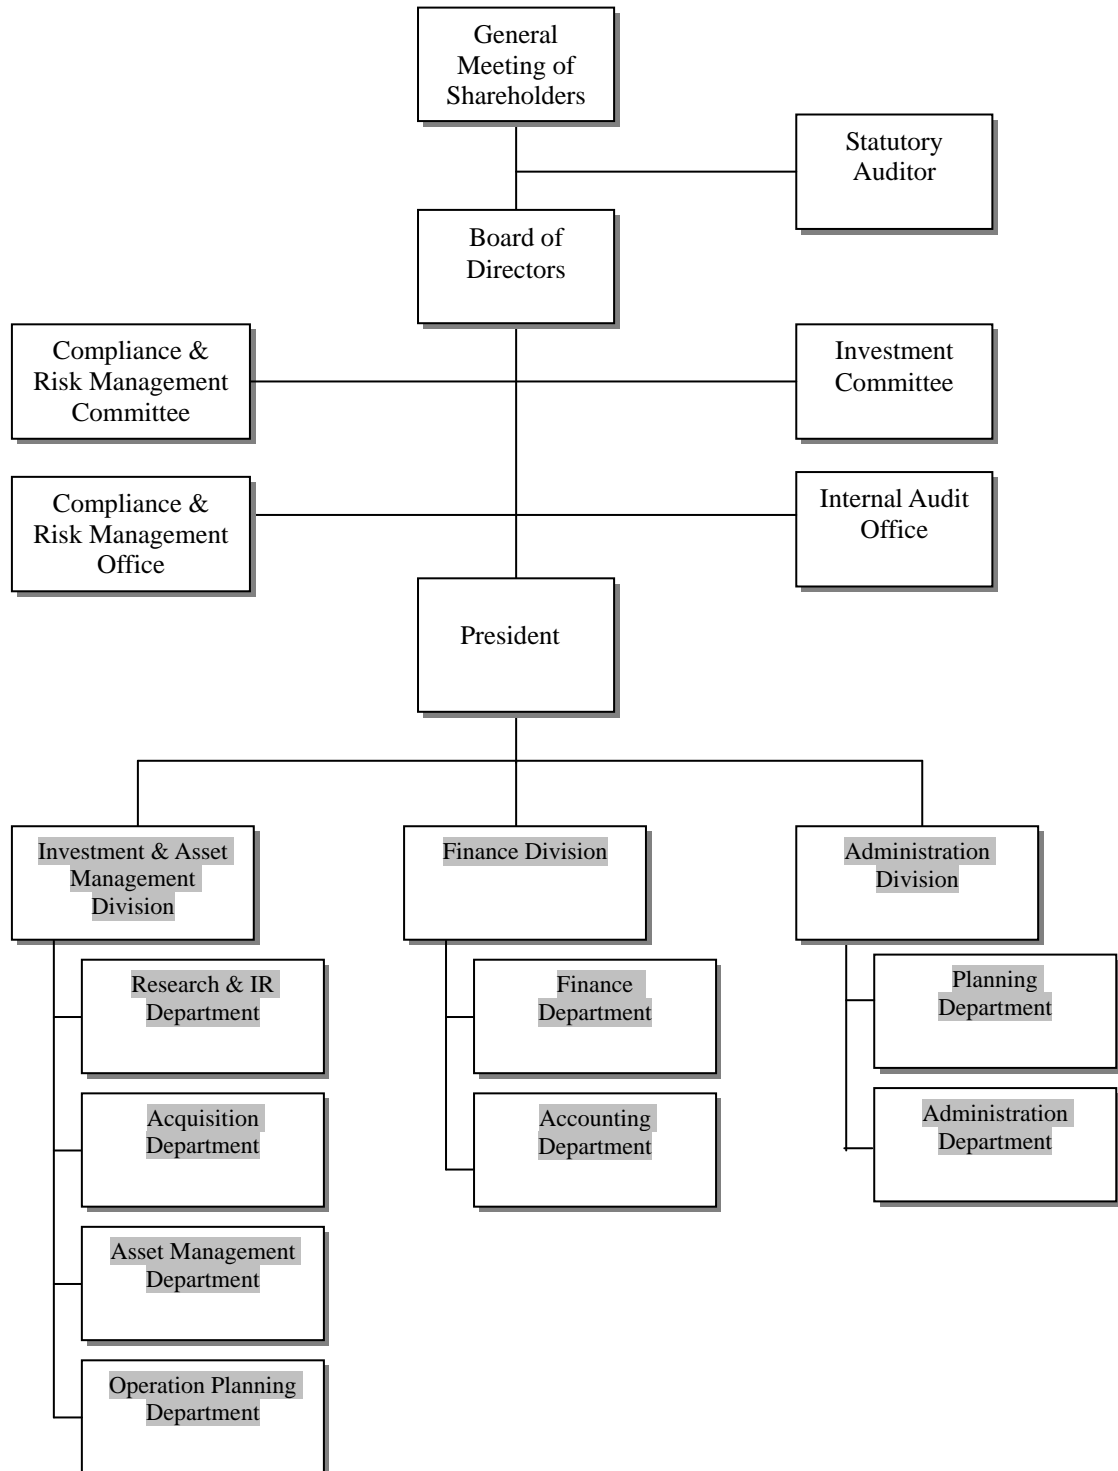 General
Meeting of
Shareholders
Statutory
Auditor
Board of
Directors
Compliance &
Risk Management
Committee
Investment
Committee
Compliance &
Risk Management
Office
Internal Audit
Office
President
Investment & Asset
Management
Division
Finance Division
Administration
Division
Research & IR
Department
Finance
Department
Planning
Department
Acquisition
Department
Accounting
Department
Administration
Department
Asset Management
Department
Operation Planning
Department